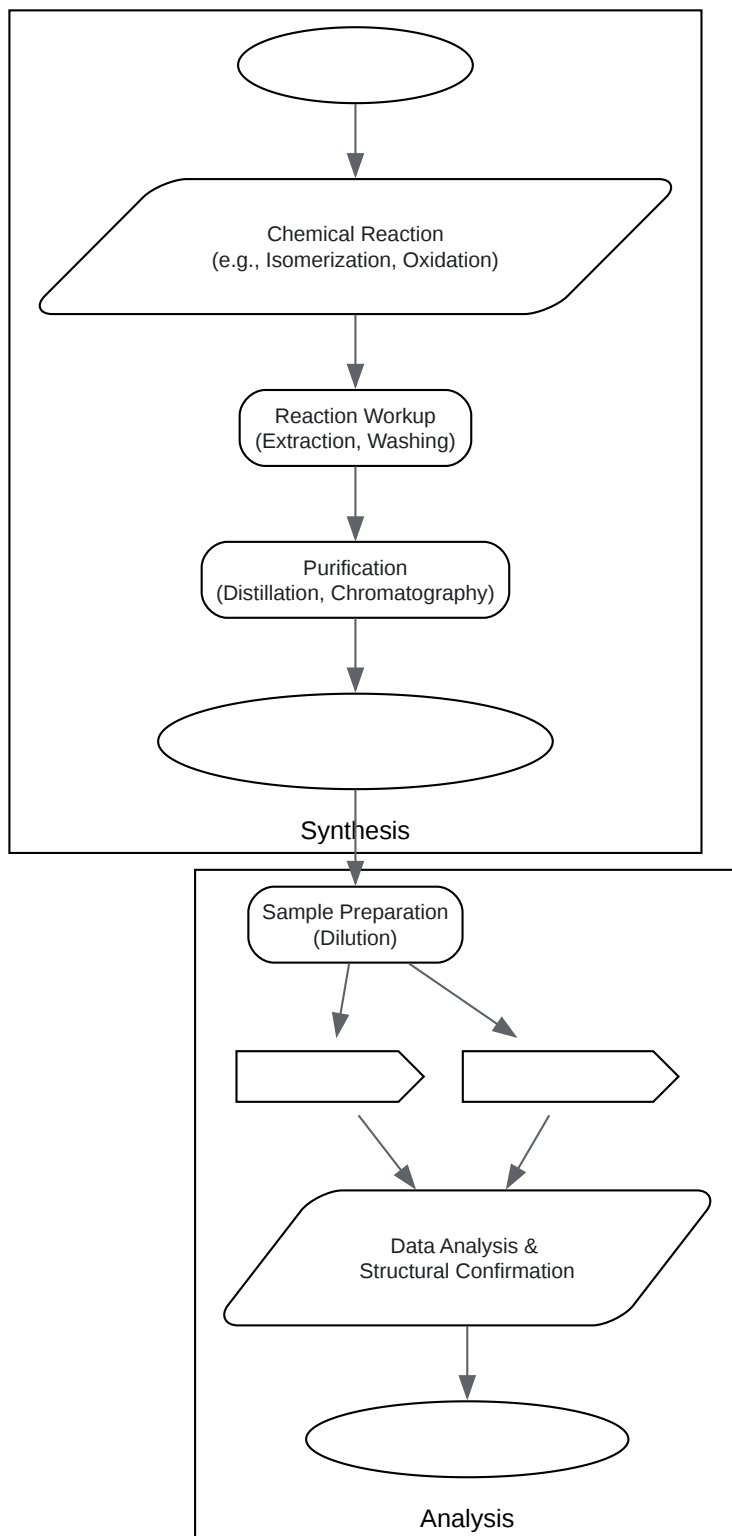 Chemical Reaction
(e.g., Isomerization, Oxidation)
Reaction Workup
(Extraction, Washing)
Purification
(Distillation, Chromatography)
Synthesis
Sample Preparation
(Dilution)
Data Analysis &
Structural Confirmation
Analysis